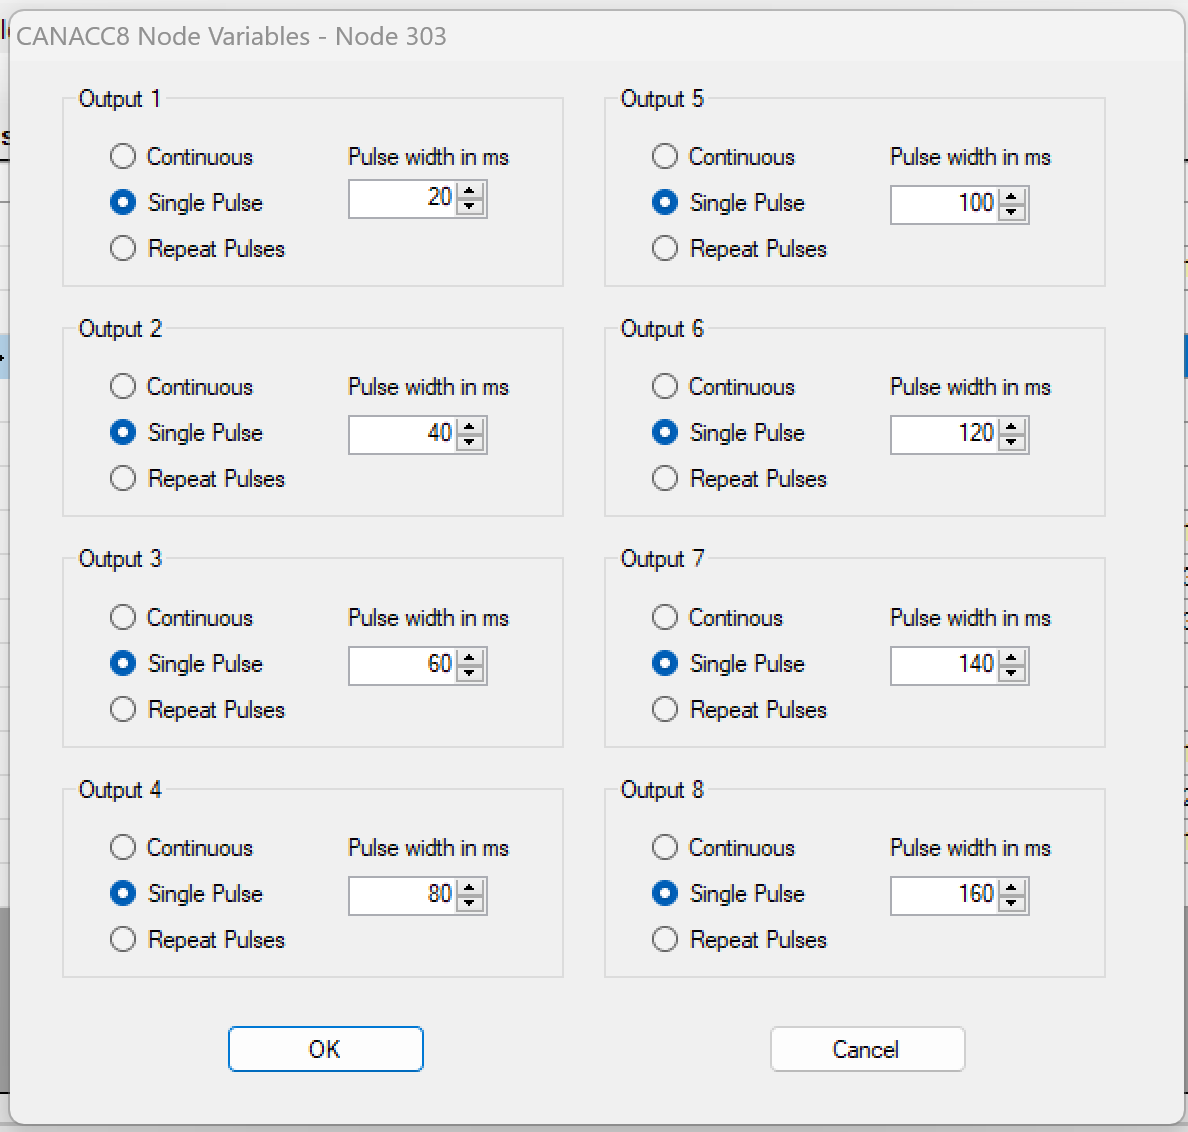 CANACC8 Node Variables - Node 303
Output 1
Continuous
Pulse width in ms
Single Pulse
20
Repeat Pulses
Output 5
Continuous
Pulse width in ms
Single Pulse
100
Repeat Pulses
Output 2
Continuous
Pulse width in ms
Single Pulse
40
Repeat Pulses
Output 6
Continuous
Pulse width in ms
Single Pulse
120
Repeat Pulses
Output 3
Continuous
Pulse width in ms
Single Pulse
60
Repeat Pulses
Output 7
Continous
Pulse width in ms
Single Pulse
140
Repeat Pulses
Output 4
Continuous
Pulse width in ms
Single Pulse
80
Repeat Pulses
Output 8
Continuous
Pulse width in ms
Single Pulse
160
Repeat Pulses
OK
Cancel